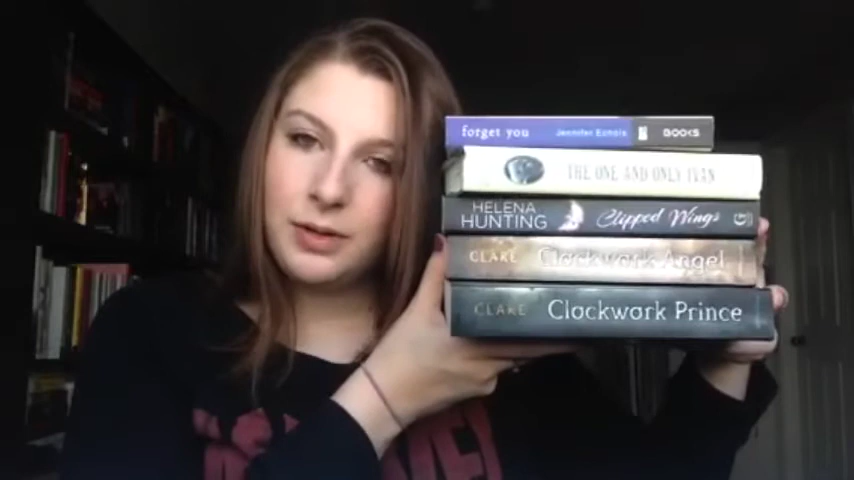 forget you Jennifer Echols BOOKS
THE ONE AND ONLY IVAN
HELENA
HUNTING Clipped Wings
CLARE Clockwork Angel
CLARE Clockwork Prince